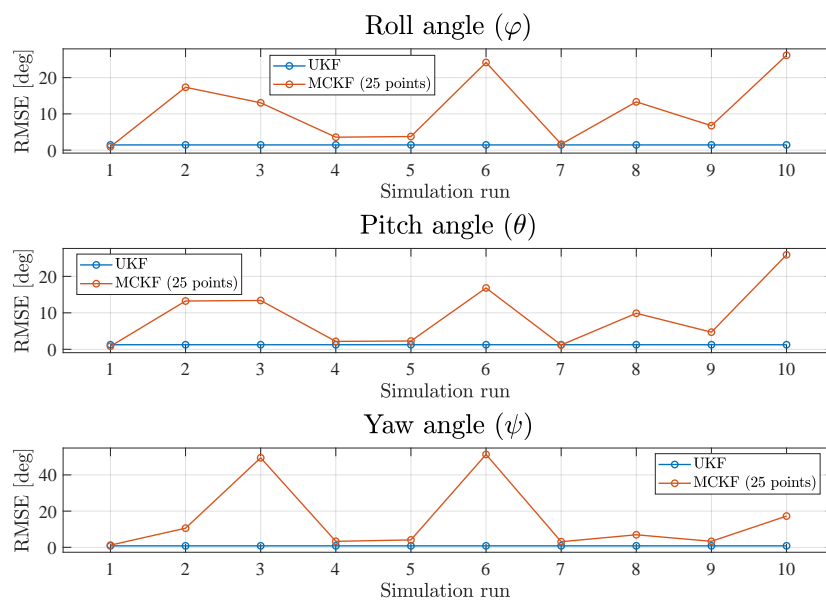 Roll angle (φ)
RMSE [deg]
20
10
0
UKF
MCKF (25 points)
1 2 3 4 5 6 7 8 9 10
Simulation run
Pitch angle (θ)
RMSE [deg]
20
10
0
UKF
MCKF (25 points)
1 2 3 4 5 6 7 8 9 10
Simulation run
Yaw angle (ψ)
RMSE [deg]
40
20
0
UKF
MCKF (25 points)
1 2 3 4 5 6 7 8 9 10
Simulation run